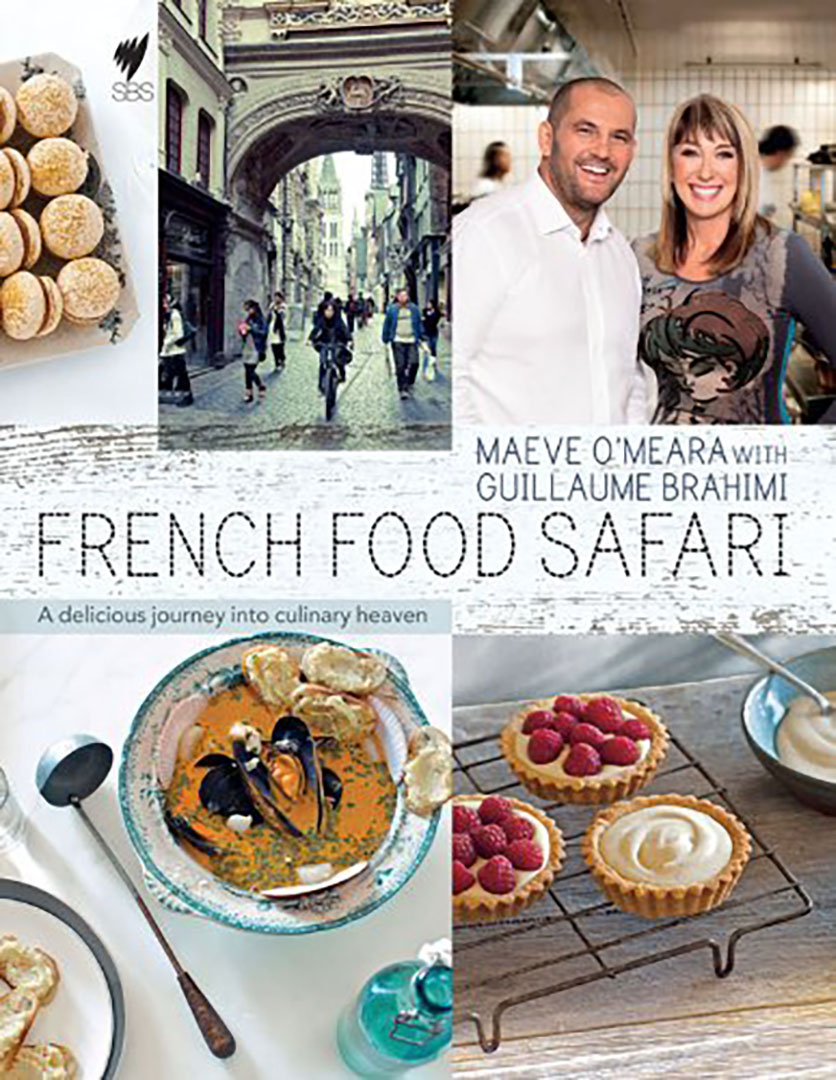 SBS
MAEVE O'MEARA WITH
GUILLAUME BRAHIMI
FRENCH FOOD SAFARI
A delicious journey into culinary heaven